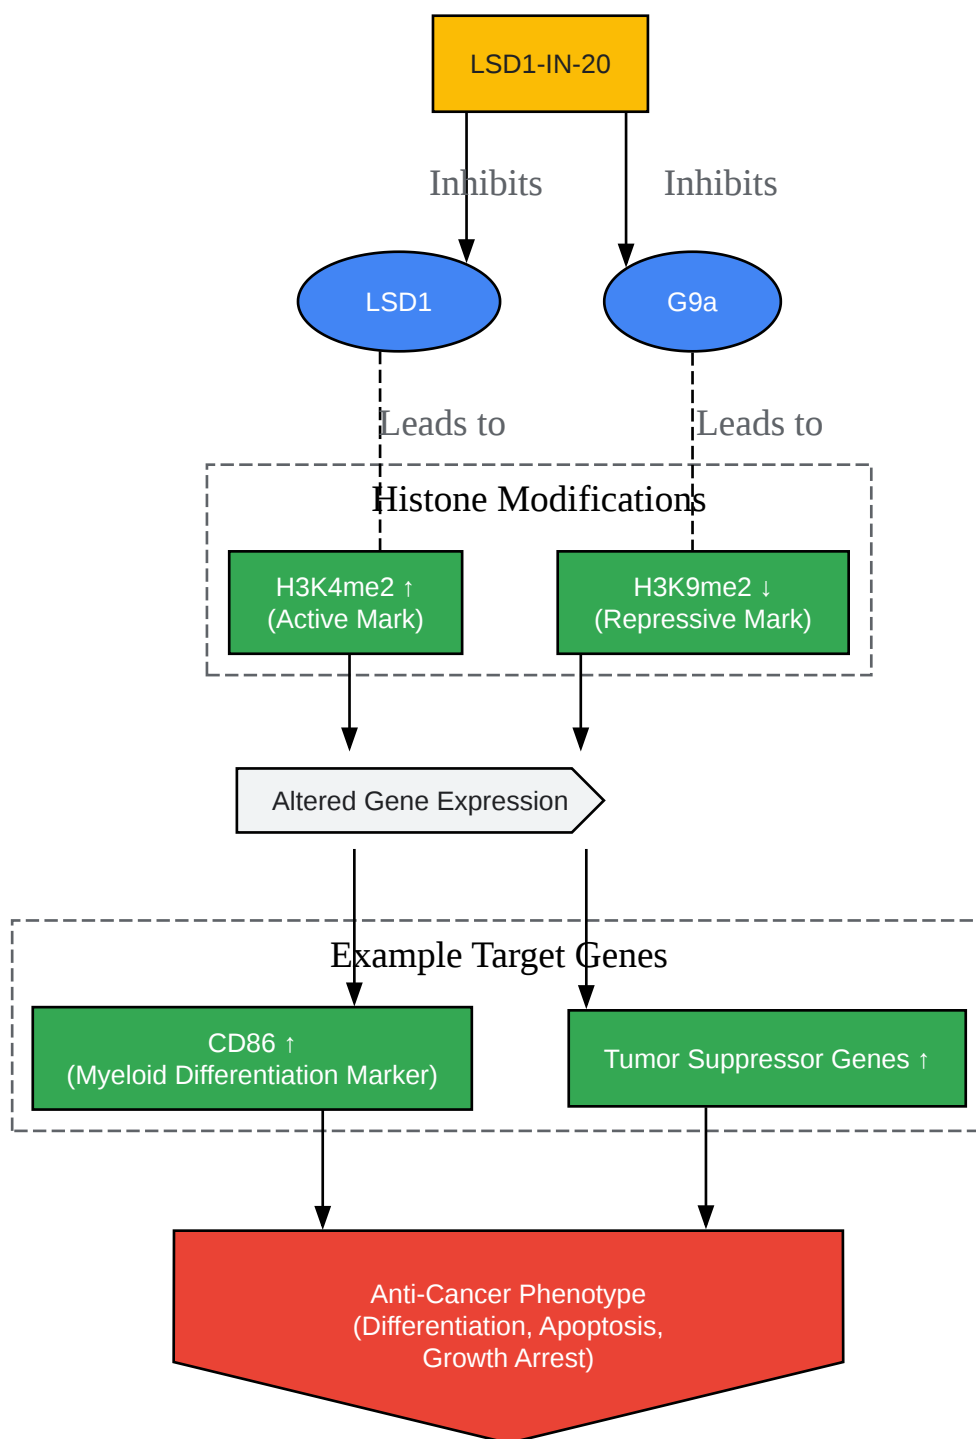 LSD1-IN-20
Inhibits
Inhibits
LSD1
G9a
Leads to
Leads to
Histone Modifications
H3K4me2 ↑
(Active Mark)
H3K9me2 ↓
(Repressive Mark)
Altered Gene Expression
Example Target Genes
CD86 ↑
(Myeloid Differentiation Marker)
Tumor Suppressor Genes ↑
Anti-Cancer Phenotype
(Differentiation, Apoptosis,
Growth Arrest)